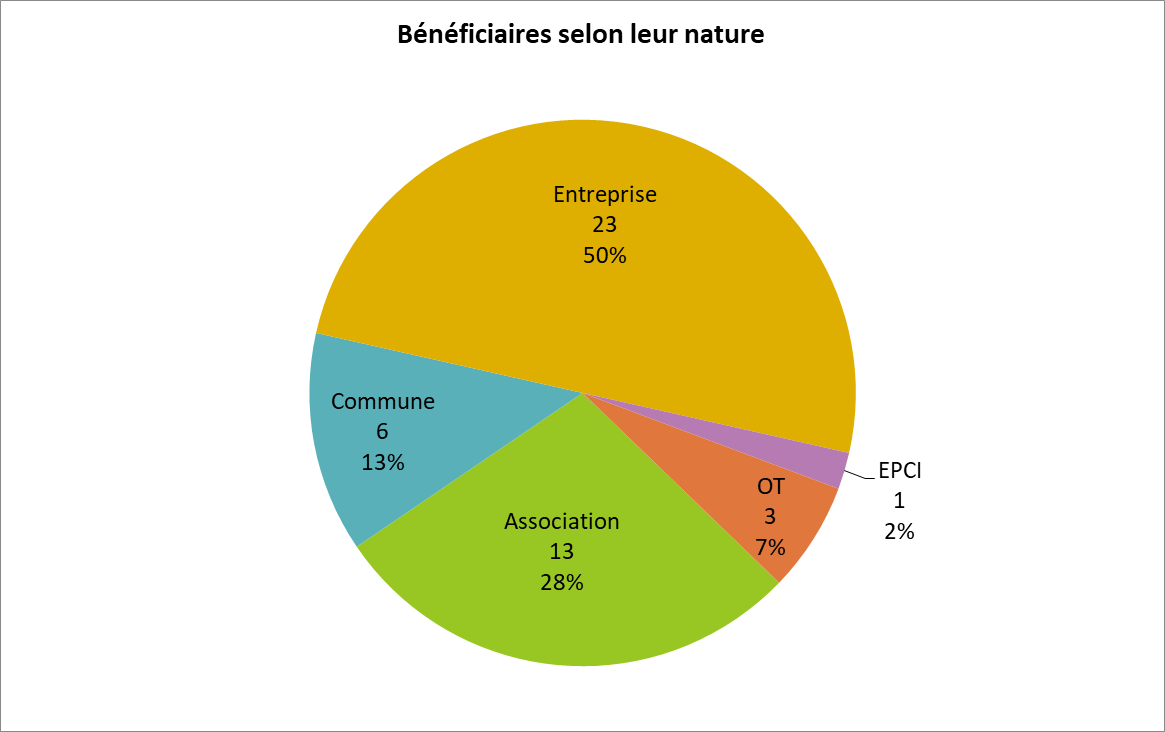 Bénéficiaires selon leur nature
Entreprise
23
50%
Commune
6
13%
EPCI
1
2%
OT
3
7%
Association
13
28%